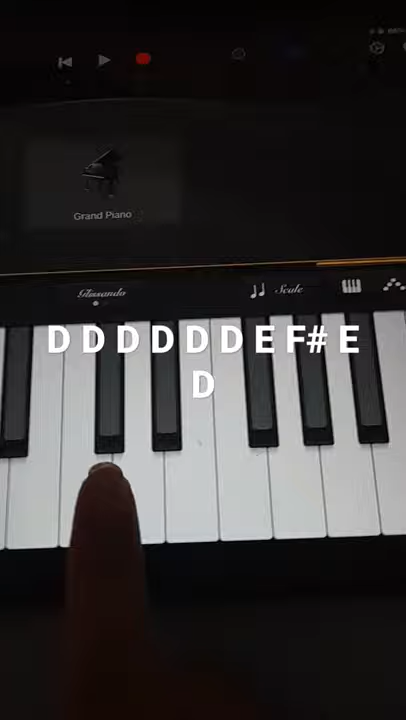 Grand Piano
Glissando
Scale
D D D D D D E F# E
D